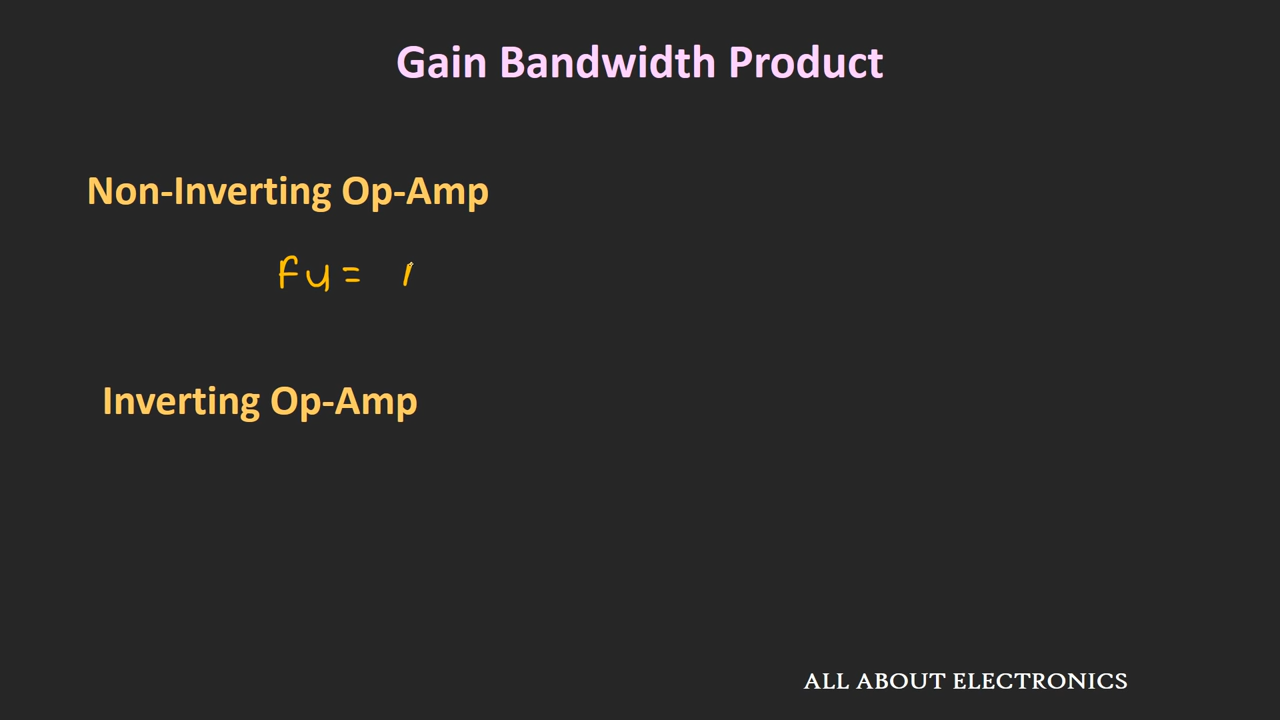 Gain Bandwidth Product
Non-Inverting Op-Amp
fu =
Inverting Op-Amp
ALL ABOUT ELECTRONICS